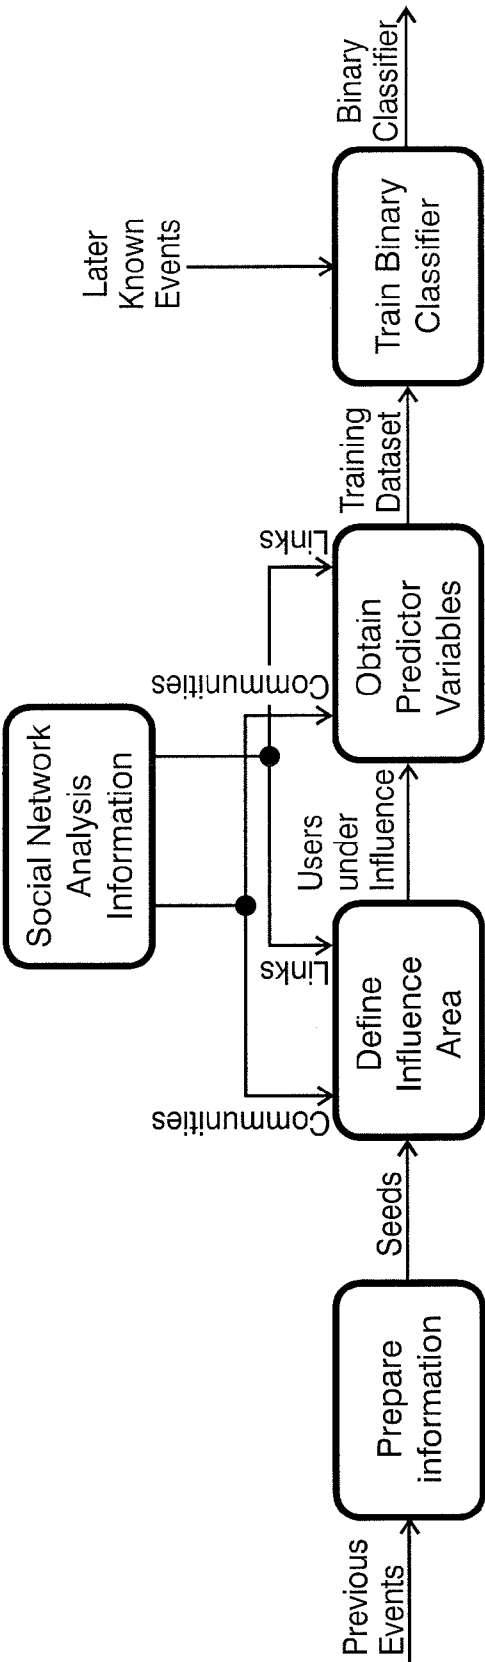 Social Network
Analysis
Information
Later
Known
Events
Communities
Links
Communities
Links
Previous
Events
Prepare
information
Seeds
Define
Influence
Area
Users
under
Influence
Obtain
Predictor
Variables
Training
Dataset
Train Binary
Classifier
Binary
Classifier